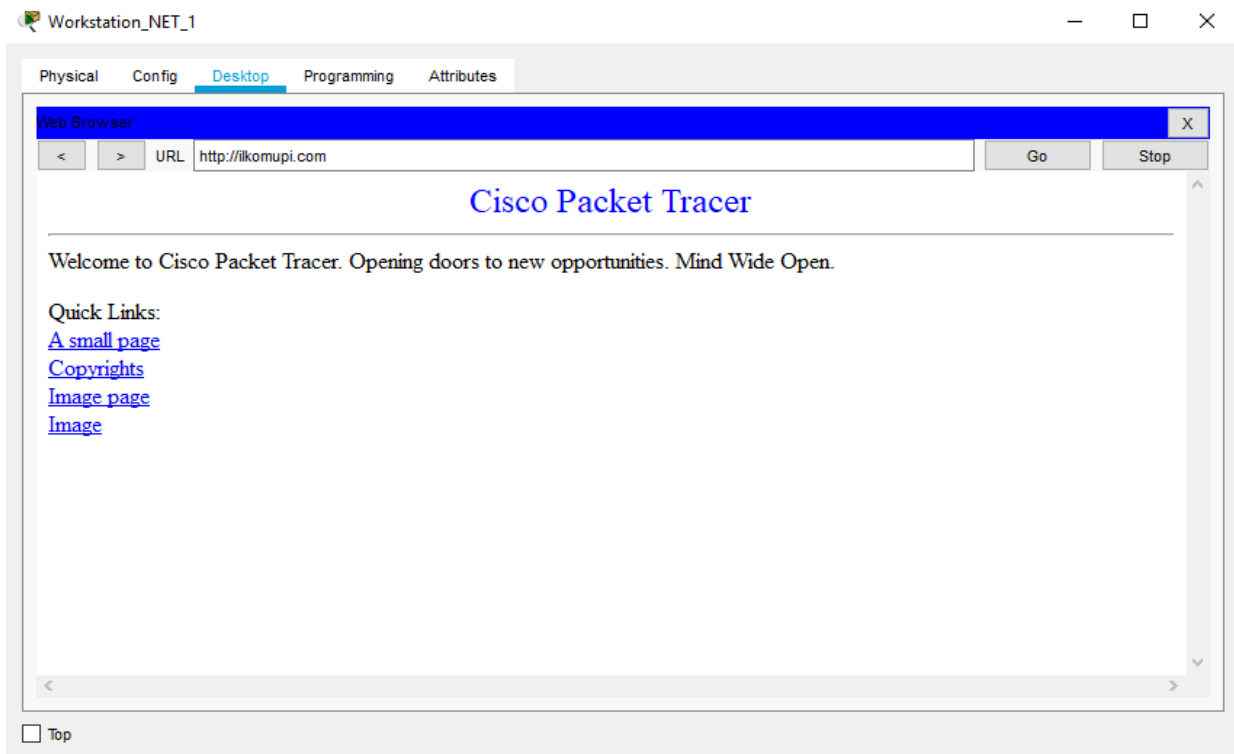 Workstation_NET_1
Physical Config Desktop Programming Attributes
Web Browser X
< > URL http://ilkomupi.com Go Stop
Cisco Packet Tracer
Welcome to Cisco Packet Tracer. Opening doors to new opportunities. Mind Wide Open.
Quick Links:
A small page
Copyrights
Image page
Image
Top